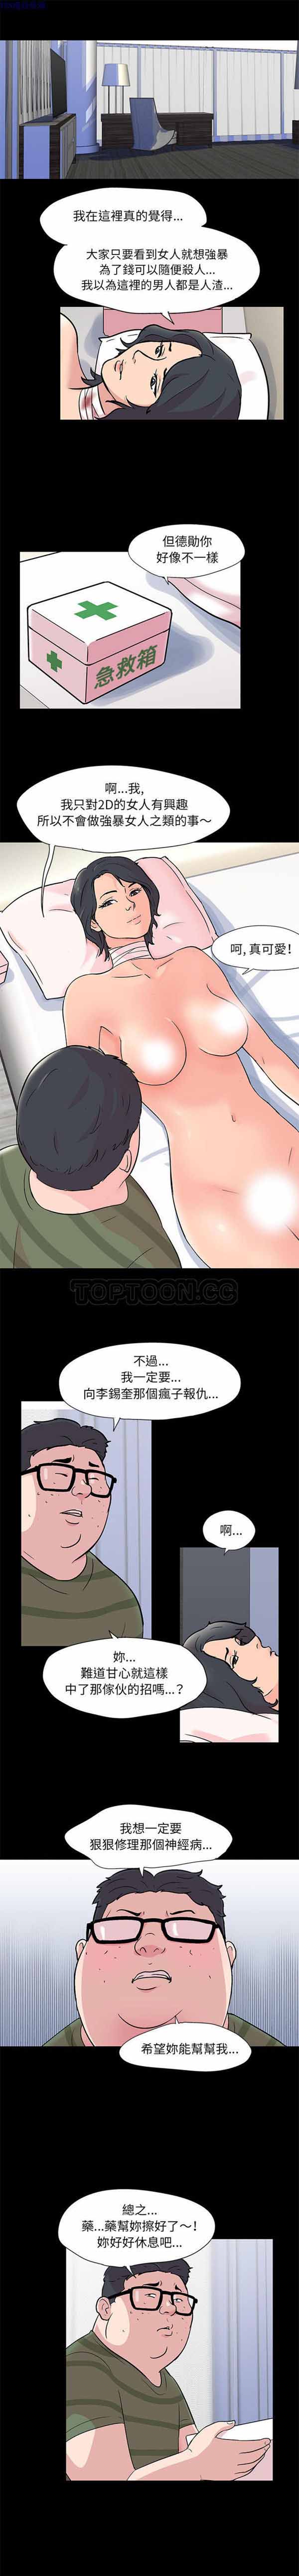 我在這裡真的覺得...
大家只要看到女人就想強暴
為了錢可以隨便殺人...
我以為這裡的男人都是人渣...
但德勛你
好像不一樣
急救箱
啊...我,
我只對2D的女人有興趣
所以不會做強暴女人之類的事～
呵, 真可愛!
TOPTOON.CC
不過...
我一定要...
向李錫奎那個瘋子報仇...
啊...
妳...
難道甘心就這樣
中了那傢伙的招嗎...?
我想一定要
狠狠修理那個神經病...
希望妳能幫幫我...
總之...
藥...藥幫妳擦好了～!
妳好好休息吧...